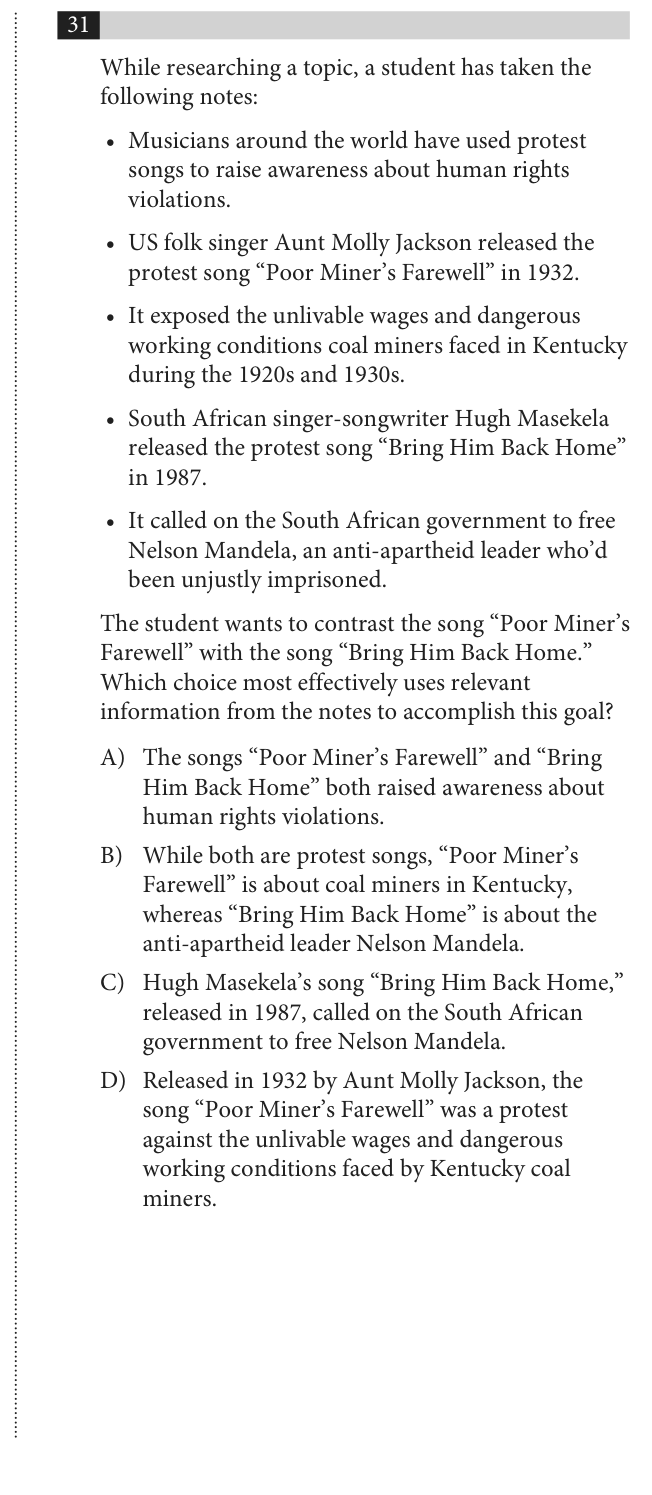 31
While researching a topic, a student has taken the
following notes:
• Musicians around the world have used protest
songs to raise awareness about human rights
violations.
• US folk singer Aunt Molly Jackson released the
protest song “Poor Miner’s Farewell” in 1932.
• It exposed the unlivable wages and dangerous
working conditions coal miners faced in Kentucky
during the 1920s and 1930s.
• South African singer-songwriter Hugh Masekela
released the protest song “Bring Him Back Home”
in 1987.
• It called on the South African government to free
Nelson Mandela, an anti-apartheid leader who’d
been unjustly imprisoned.
The student wants to contrast the song “Poor Miner’s
Farewell” with the song “Bring Him Back Home.”
Which choice most effectively uses relevant
information from the notes to accomplish this goal?
A) The songs “Poor Miner’s Farewell” and “Bring
Him Back Home” both raised awareness about
human rights violations.
B) While both are protest songs, “Poor Miner’s
Farewell” is about coal miners in Kentucky,
whereas “Bring Him Back Home” is about the
anti-apartheid leader Nelson Mandela.
C) Hugh Masekela’s song “Bring Him Back Home,”
released in 1987, called on the South African
government to free Nelson Mandela.
D) Released in 1932 by Aunt Molly Jackson, the
song “Poor Miner’s Farewell” was a protest
against the unlivable wages and dangerous
working conditions faced by Kentucky coal
miners.